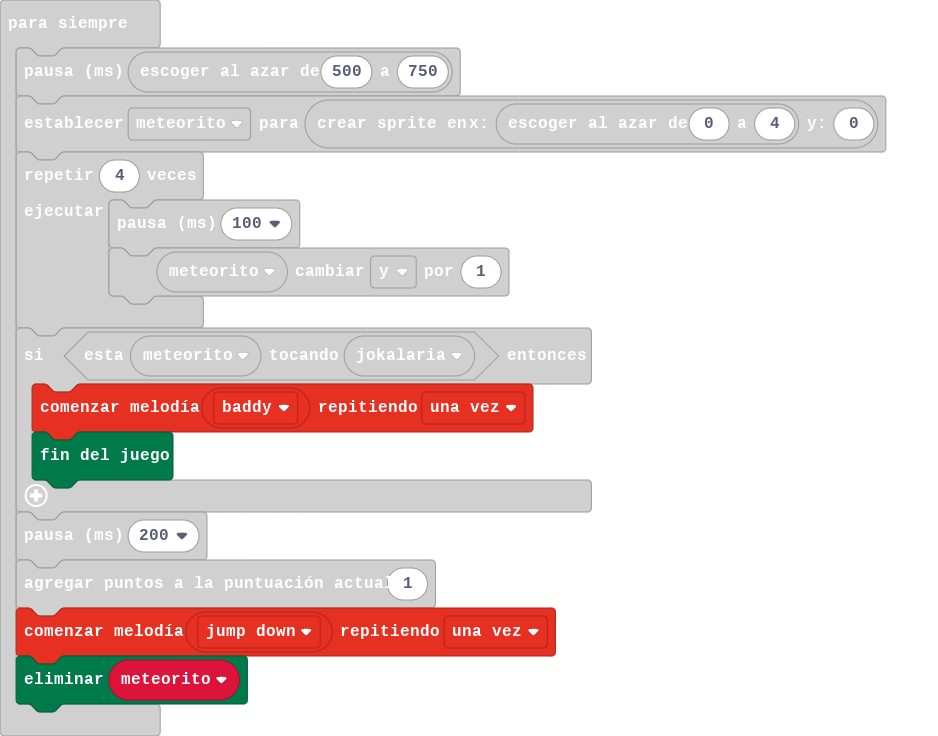 para siempre
pausa (ms) escoger al azar de 500 a 750
establecer meteorito para crear sprite en x: escoger al azar de 0 a 4 y: 0
repetir 4 veces
ejecutar
pausa (ms) 100
meteorito cambiar y por 1
si esta meteorito tocando jokalaria entonces
comenzar melodía baddy repitiendo una vez
fin del juego
pausa (ms) 200
agregar puntos a la puntuación actual 1
comenzar melodía jump down repitiendo una vez
eliminar meteorito